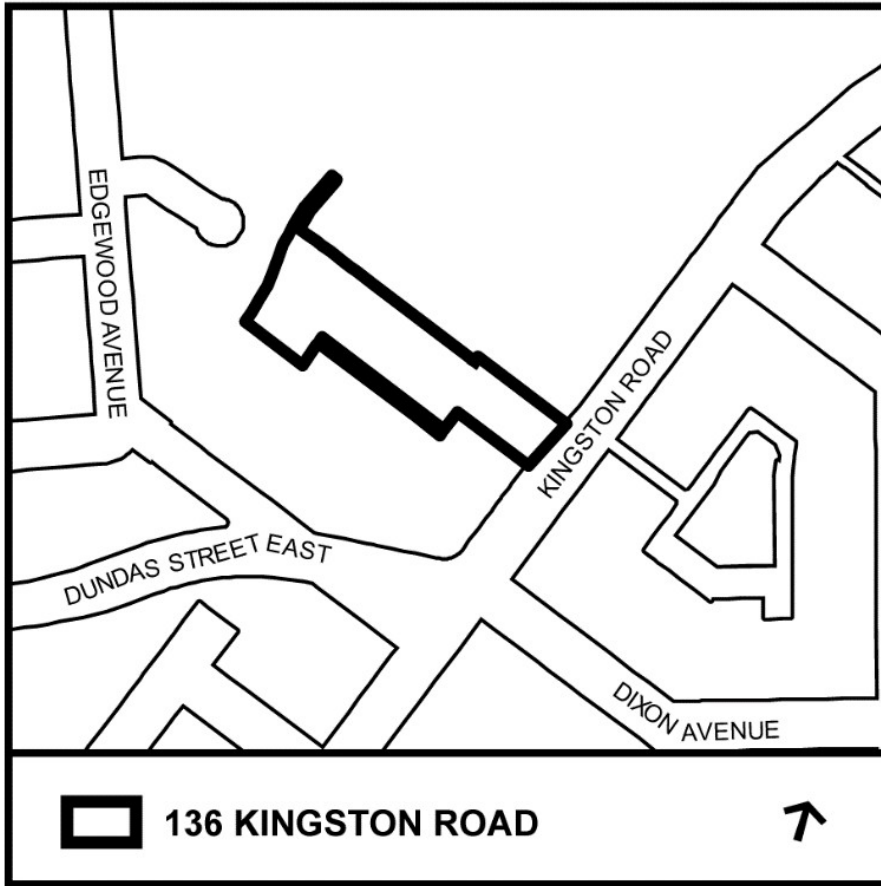 EDGEWOOD AVENUE
KINGSTON ROAD
DUNDAS STREET EAST
DIXON AVENUE
136 KINGSTON ROAD